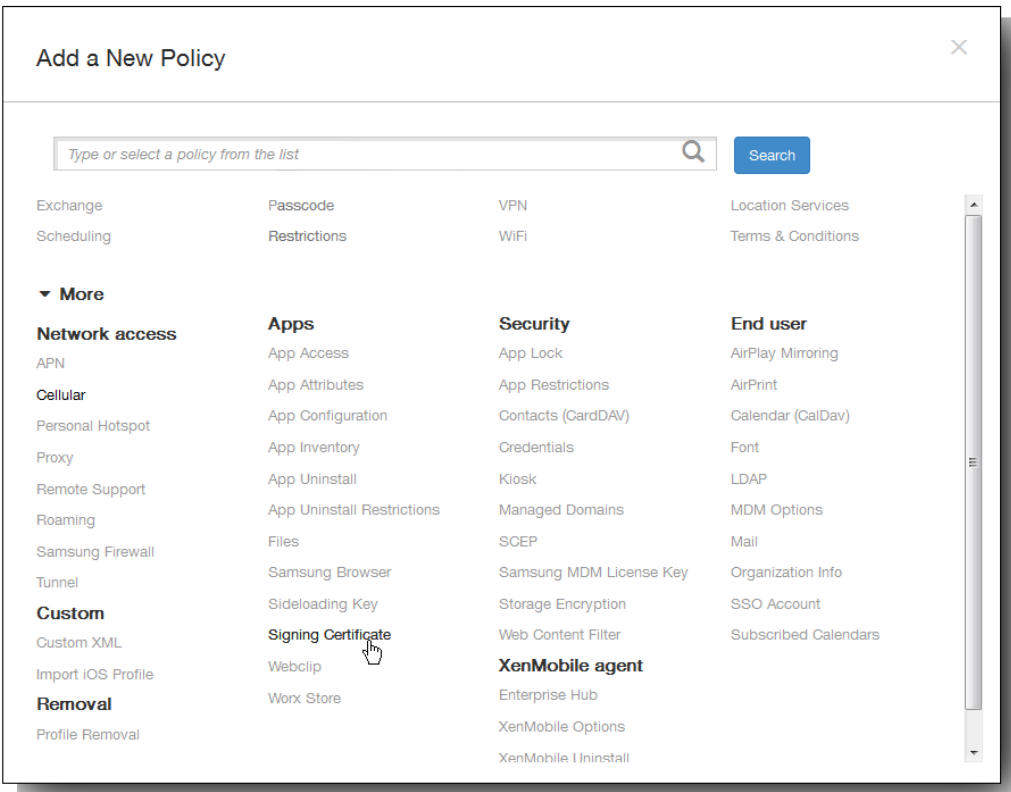 Add a New Policy
Type or select a policy from the list
Search
Exchange
Passcode
VPN
Location Services
Scheduling
Restrictions
WiFi
Terms & Conditions
More
Network access
APN
Cellular
Personal Hotspot
Proxy
Remote Support
Roaming
Samsung Firewall
Tunnel
Custom
Custom XML
Import iOS Profile
Removal
Profile Removal
Apps
App Access
App Attributes
App Configuration
App Inventory
App Uninstall
App Uninstall Restrictions
Files
Samsung Browser
Sideloading Key
Signing Certificate
Webclip
Worx Store
Security
App Lock
App Restrictions
Contacts (CardDAV)
Credentials
Kiosk
Managed Domains
SCEP
Samsung MDM License Key
Storage Encryption
Web Content Filter
XenMobile agent
Enterprise Hub
XenMobile Options
XenMobile Uninstall
End user
AirPlay Mirroring
AirPrint
Calendar (CalDav)
Font
LDAP
MDM Options
Mail
Organization Info
SSO Account
Subscribed Calendars